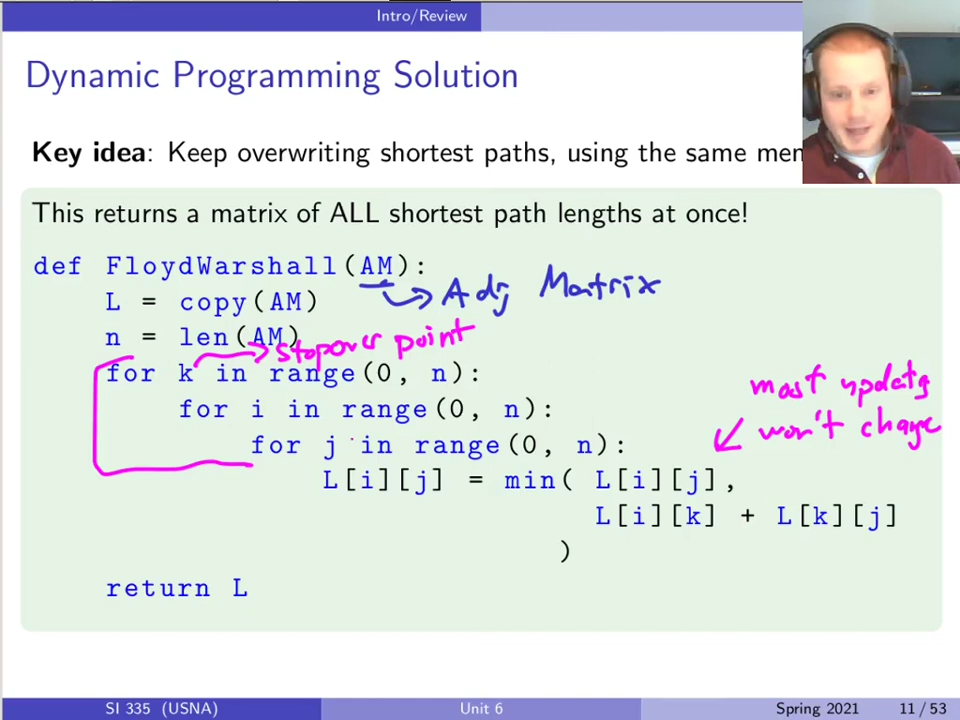 Intro/Review
Dynamic Programming Solution
Key idea: Keep overwriting shortest paths, using the same
This returns a matrix of ALL shortest path lengths at once!
def FloydWarshall(AM):
Adj Matrix
L = copy(AM)
n = len(AM)
stopover point
for k in range(0, n):
most updates
for i in range(0, n):
won't change
for j in range(0, n):
L[i][j] = min( L[i][j],
L[i][k] + L[k][j]
)
return L
SI 335 (USNA) Unit 6 Spring 2021 11 / 53